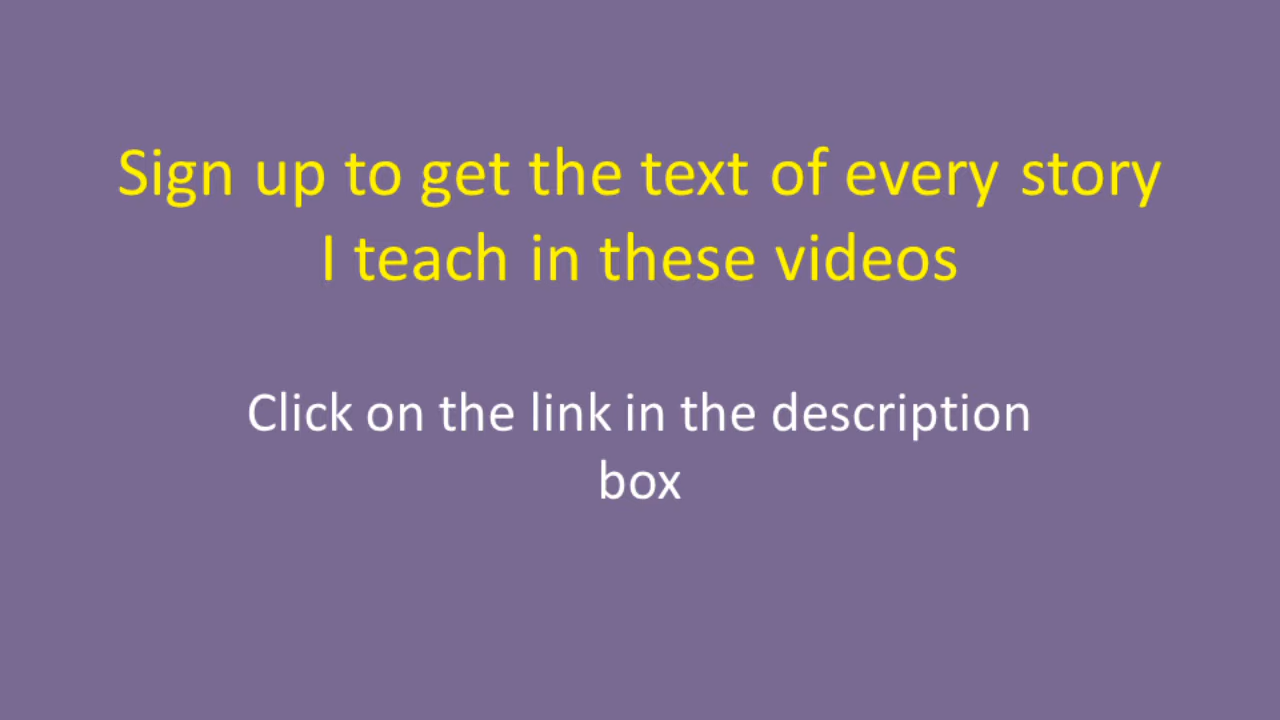 Sign up to get the text of every story
I teach in these videos
Click on the link in the description
box